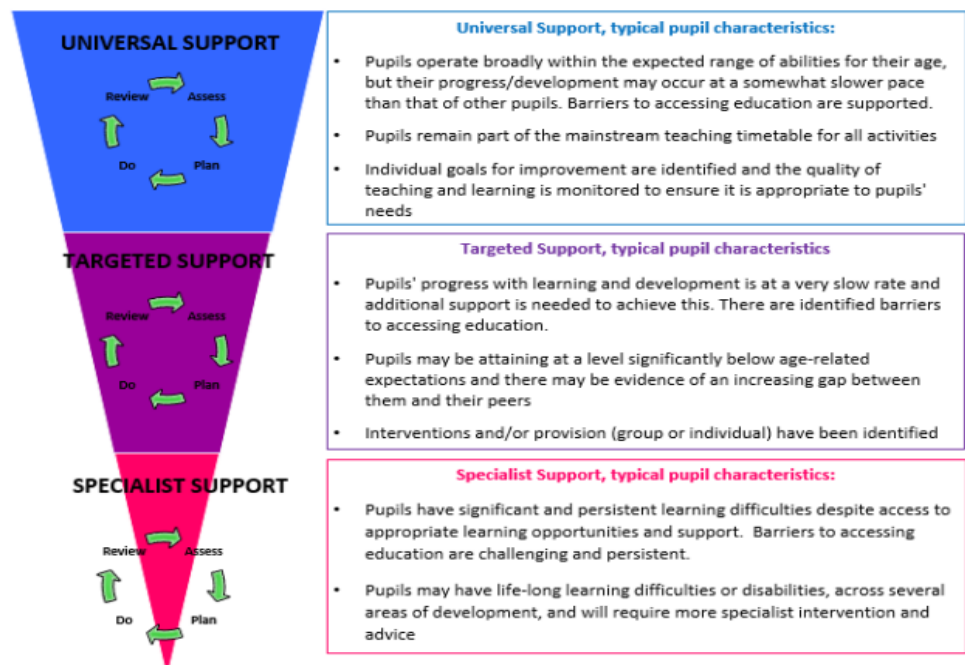 UNIVERSAL SUPPORT
Review
Assess
Do
Plan
Universal Support, typical pupil characteristics:
• Pupils operate broadly within the expected range of abilities for their age,
but their progress/development may occur at a somewhat slower pace
than that of other pupils. Barriers to accessing education are supported.
• Pupils remain part of the mainstream teaching timetable for all activities
• Individual goals for improvement are identified and the quality of
teaching and learning is monitored to ensure it is appropriate to pupils'
needs
TARGETED SUPPORT
Review
Assess
Do
Plan
Targeted Support, typical pupil characteristics
• Pupils' progress with learning and development is at a very slow rate and
additional support is needed to achieve this. There are identified barriers
to accessing education.
• Pupils may be attaining at a level significantly below age-related
expectations and there may be evidence of an increasing gap between
them and their peers
• Interventions and/or provision (group or individual) have been identified
SPECIALIST SUPPORT
Review
Assess
Do
Plan
Specialist Support, typical pupil characteristics:
• Pupils have significant and persistent learning difficulties despite access to
appropriate learning opportunities and support. Barriers to accessing
education are challenging and persistent.
• Pupils may have life-long learning difficulties or disabilities, across several
areas of development, and will require more specialist intervention and
advice